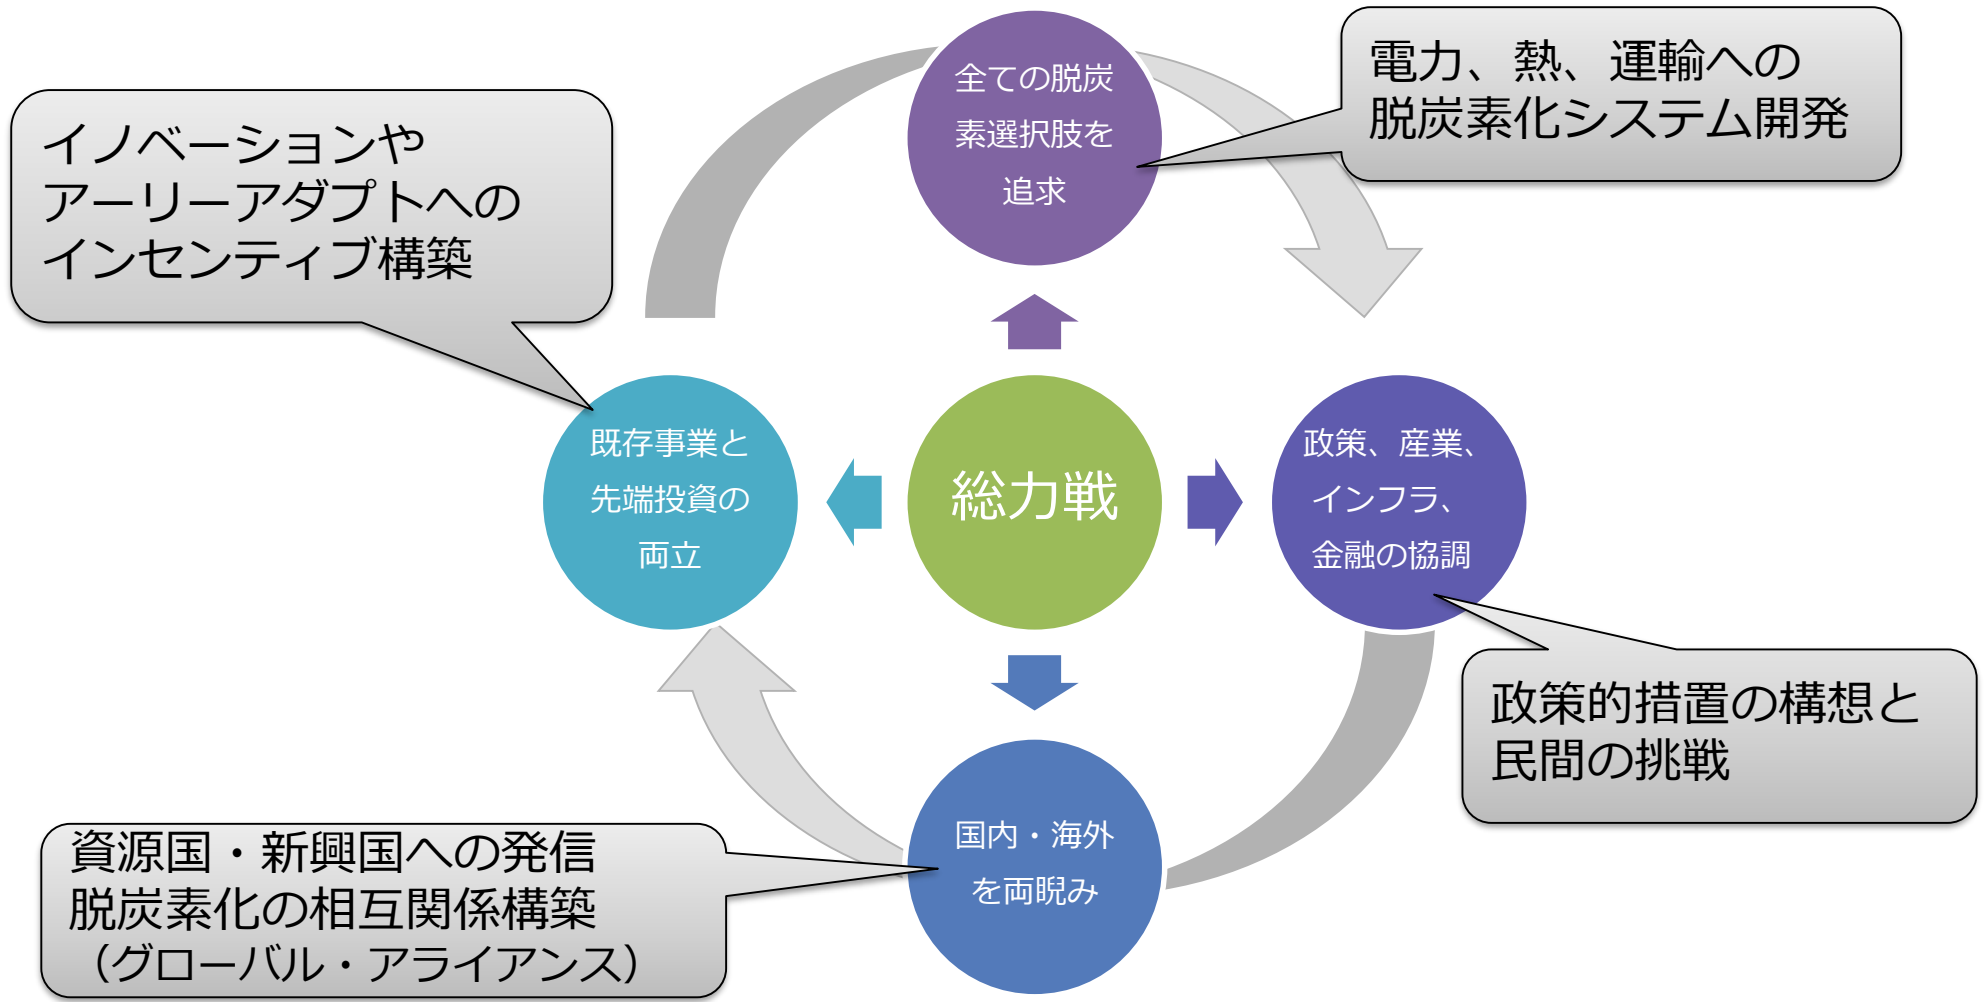 全ての脱炭
素選択肢を
追求
電力、熱、運輸への
脱炭素化システム開発
イノベーションや
アーリーアダプトへの
インセンティブ構築
既存事業と
先端投資の
両立
総力戦
政策、産業、
インフラ、
金融の協調
政策的措置の構想と
民間の挑戦
国内・海外
を両睨み
資源国・新興国への発信
脱炭素化の相互関係構築
（グローバル・アライアンス）